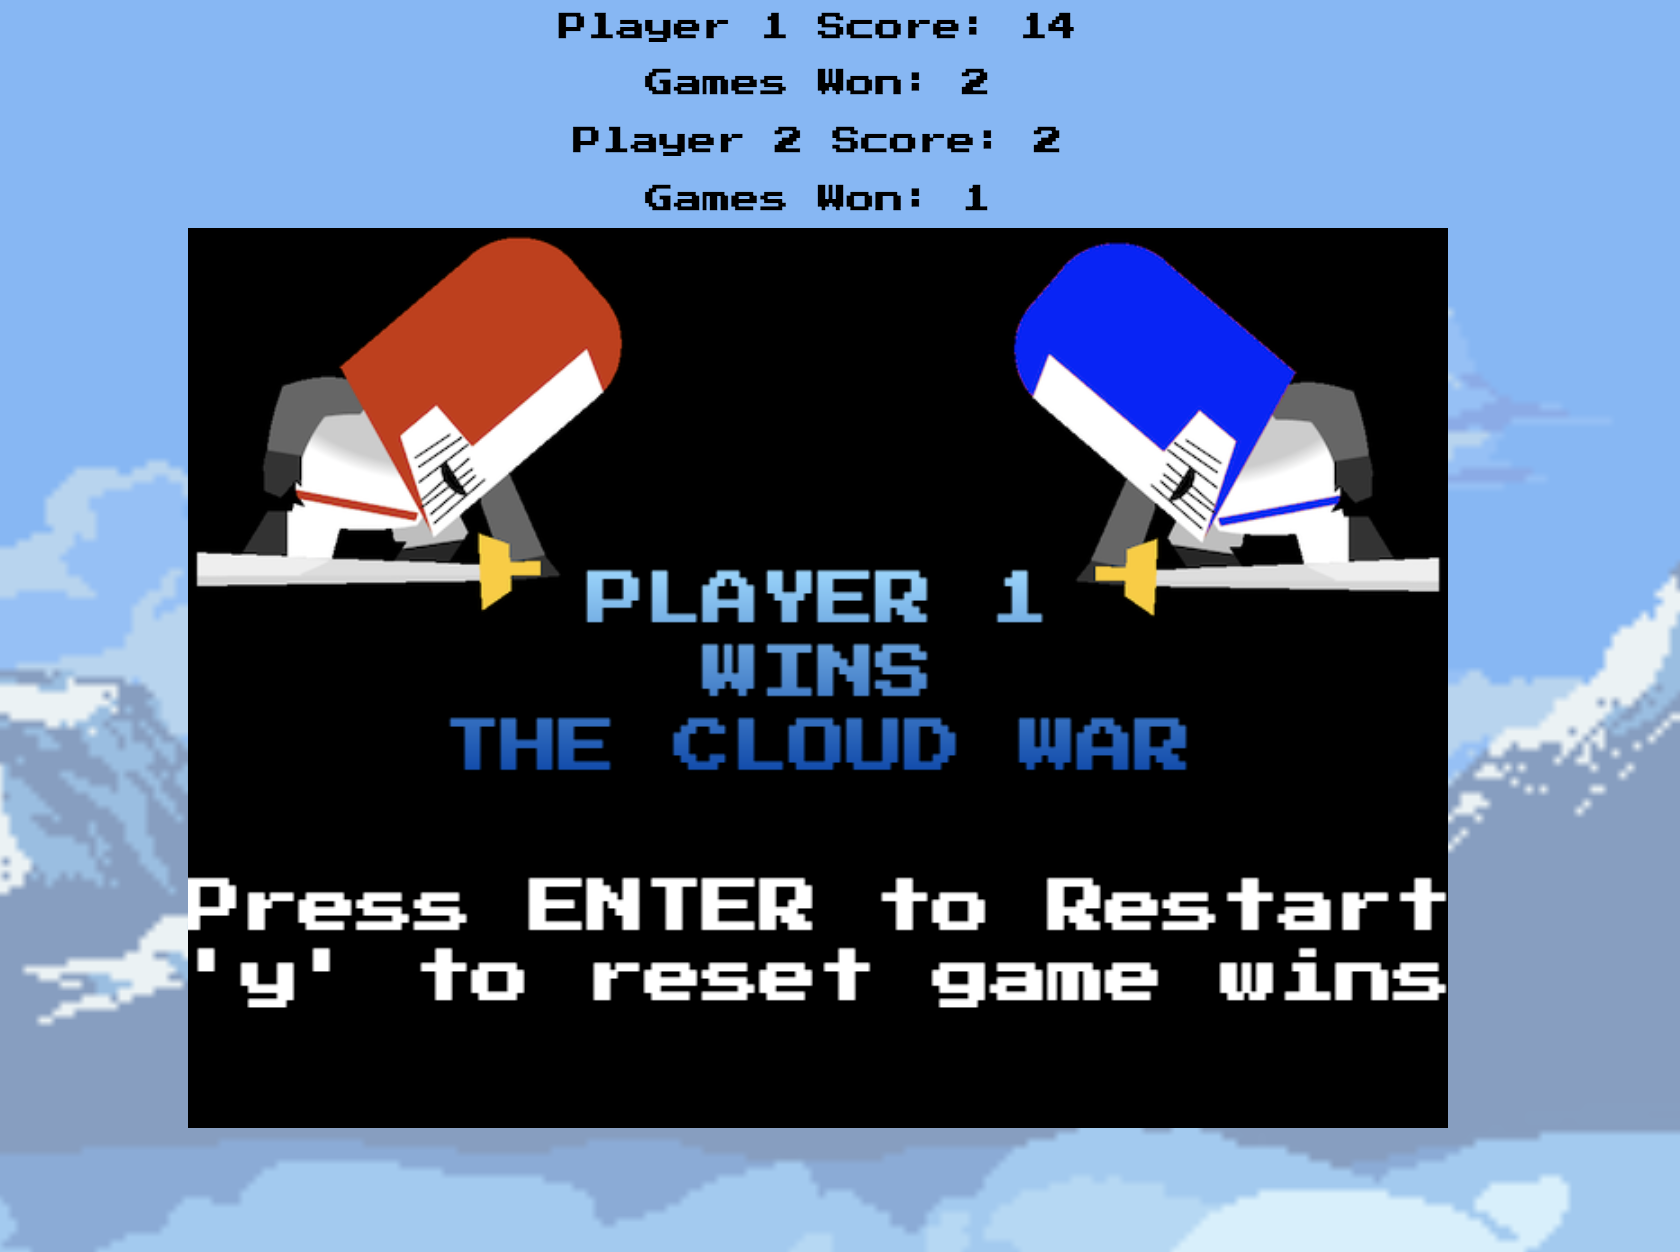 Player 1 Score: 14
Games Won: 2
Player 2 Score: 2
Games Won: 1
PLAYER 1
WINS
THE CLOUD WAR
Press ENTER to Restart
'y' to reset game wins